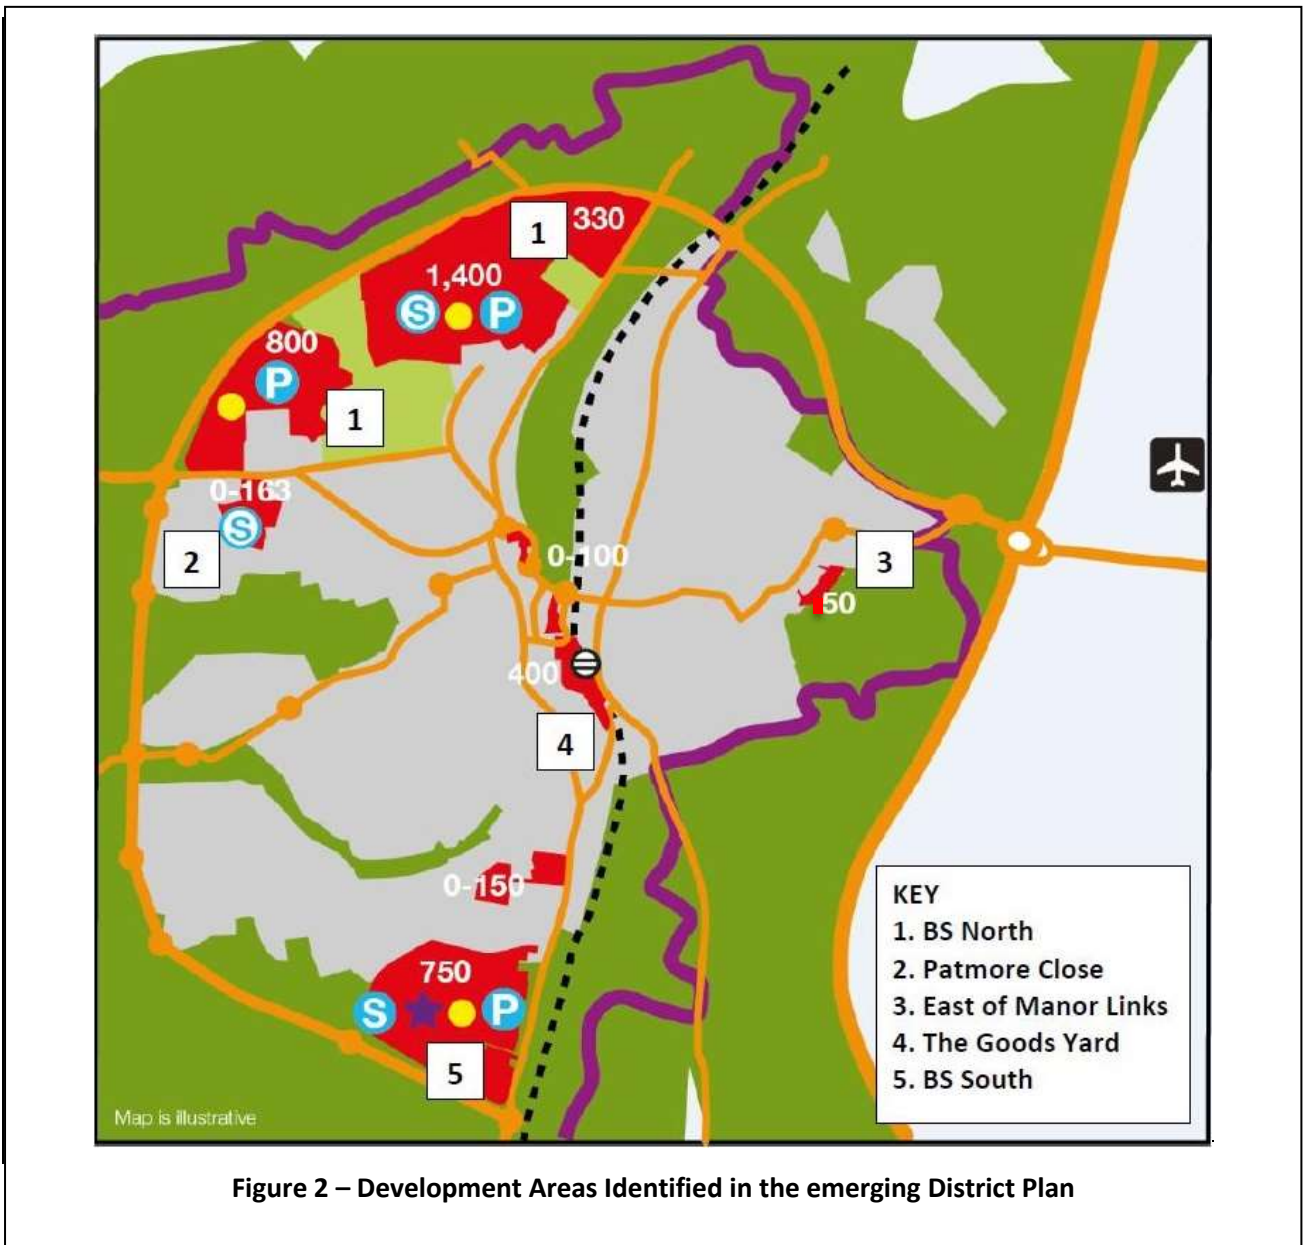 1
330
1,400
S
P
800
P
1
0-163
S
2
0-100
3
50
400
4
0-150
750
S
P
5
KEY
1. BS North
2. Patmore Close
3. East of Manor Links
4. The Goods Yard
5. BS South
Map is illustrative
Figure 2 – Development Areas Identified in the emerging District Plan